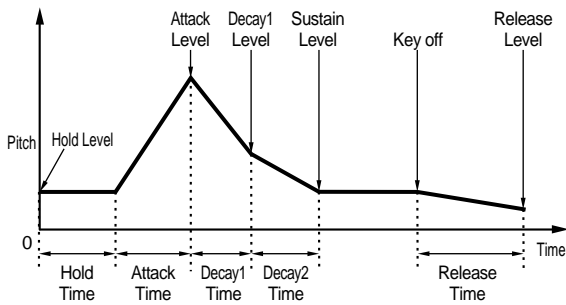 Attack Level
Decay1 Level
Sustain Level
Key off
Release Level
Pitch
Hold Level
0
Time
Hold Time
Attack Time
Decay1 Time
Decay2 Time
Release Time